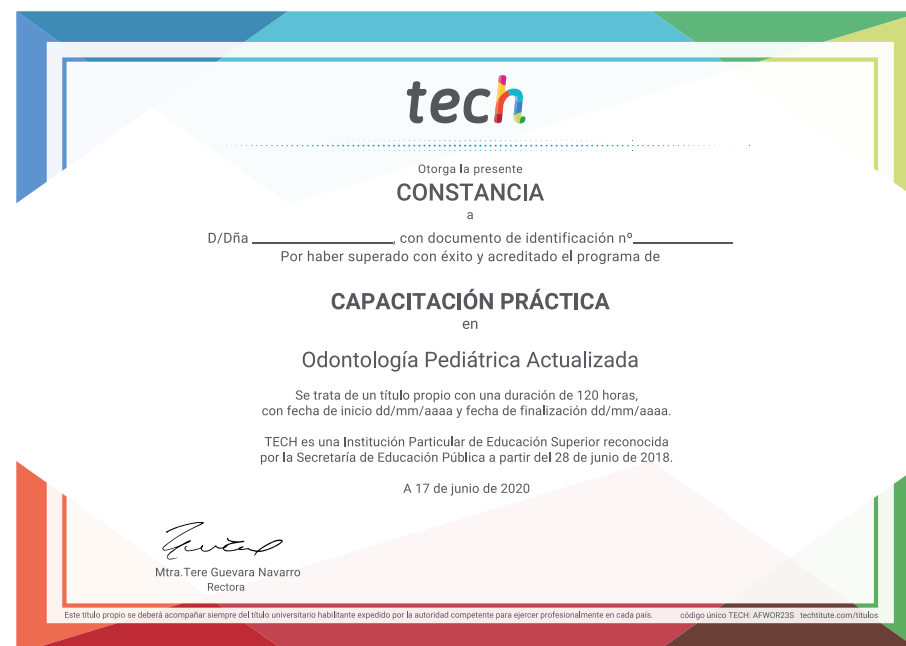 tech
Otorga la presente
CONSTANCIA
a
D/Dña ________________, con documento de identificación nº____________
Por haber superado con éxito y acreditado el programa de
CAPACITACIÓN PRÁCTICA
en
Odontología Pediátrica Actualizada
Se trata de un título propio con una duración de 120 horas,
con fecha de inicio dd/mm/aaaa y fecha de finalización dd/mm/aaaa.
TECH es una Institución Particular de Educación Superior reconocida
por la Secretaría de Educación Pública a partir del 28 de junio de 2018.
A 17 de junio de 2020
Mtra.Tere Guevara Navarro
Rectora
Este título propio se deberá acompañar siempre del título universitario habilitante expedido por la autoridad competente para ejercer profesionalmente en cada país. código único TECH: AFWOR23S techtitute.com/titulos